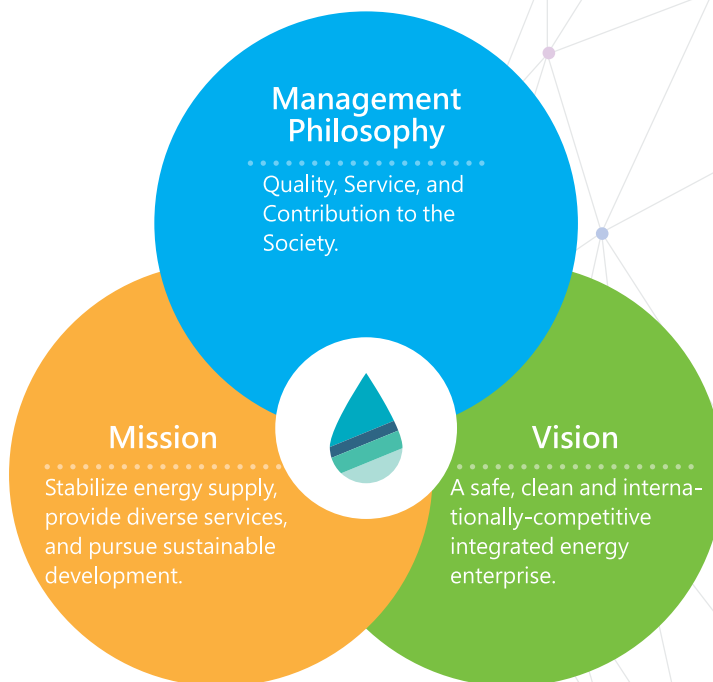 Management
Philosophy
Quality, Service, and
Contribution to the
Society.
Mission
Stabilize energy supply,
provide diverse services,
and pursue sustainable
development.
Vision
A safe, clean and interna-
tionally-competitive
integrated energy
enterprise.